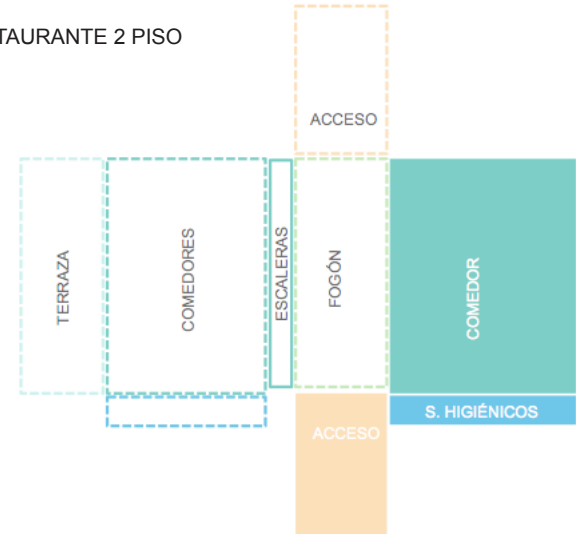 TAURANTE 2 PISO
ACCESO
TERRAZA
COMEDORES
ESCALERAS
FOGÓN
COMEDOR
S. HIGIÉNICOS
ACCESO